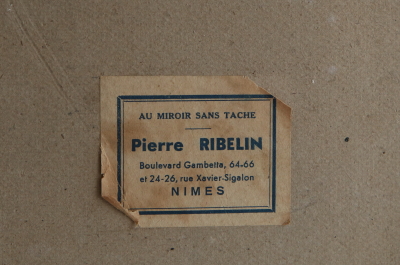 AU MIROIR SANS TACHE
Pierre RIBELIN
Boulevard Gambetta, 64-66
et 24-26, rue Xavier-Sigalon
NIMES